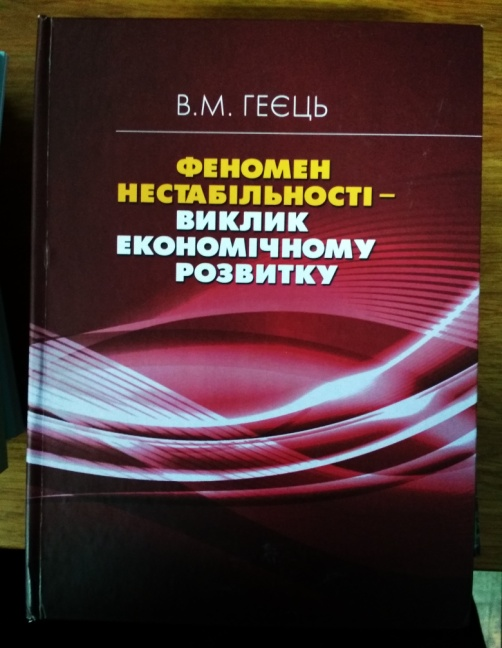 В.М. ГЕЄЦЬ
ФЕНОМЕН
НЕСТАБІЛЬНОСТІ –
ВИКЛИК
ЕКОНОМІЧНОМУ
РОЗВИТКУ